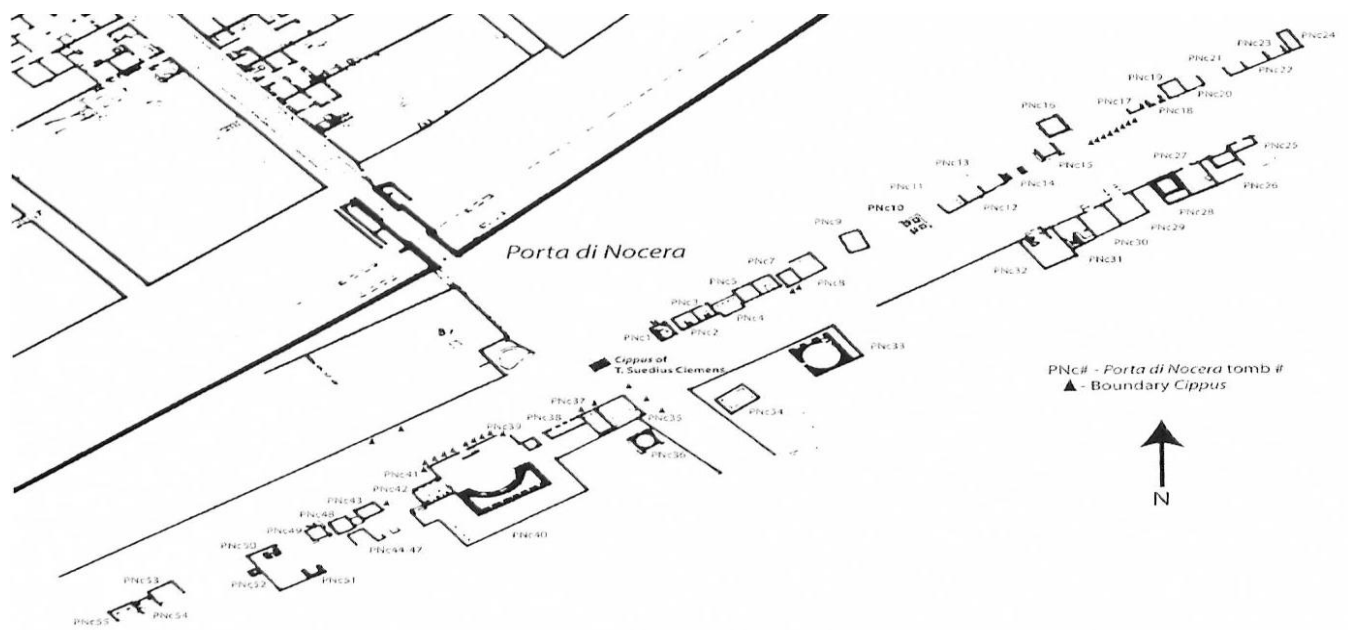 PNc24
PNc23
PNc21
PNc22
PNc19
PNc20
PNc17
PNc18
PNc16
PNc15
PNc13
PNc14
PNc11
PNc12
PNc10
PNc9
PNc25
PNc27
PNc26
PNc28
PNc29
PNc30
PNc31
PNc32
Porta di Nocera
PNc7
PNc5
PNc8
PNc3
PNc4
PNc1
PNc2
Cippus of
T. Suedius Clemens
PNc33
PNc34
PNc37
PNc38
PNc35
PNc36
PNc39
PNc41
PNc42
PNc43
PNc40
PNc48
PNc49
PNc44-47
PNc50
PNc51
PNc52
PNc53
PNc54
PNc55
PNc# - Porta di Nocera tomb #
▲ - Boundary Cippus
N